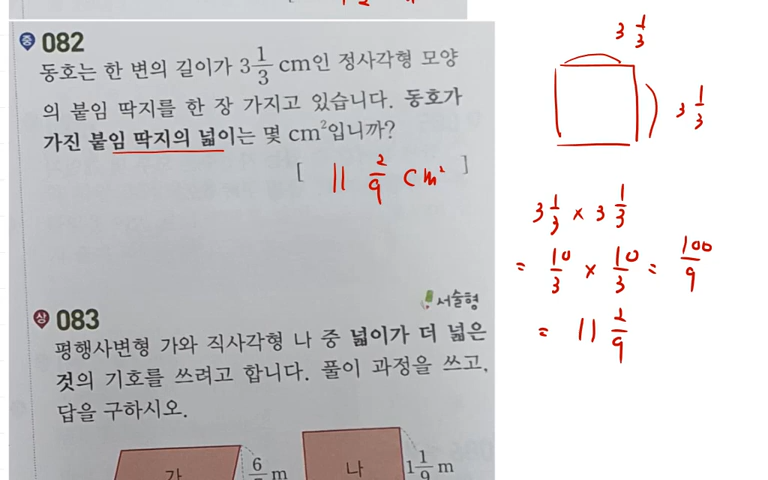 082
동호는 한 변의 길이가 3 1/3 cm인 정사각형 모양
의 붙임 딱지를 한 장 가지고 있습니다. 동호가
가진 붙임 딱지의 넓이는 몇 cm²입니까?
[ 11 2/9 cm² ]
중
서술형
상 083
평행사변형 가와 직사각형 나 중 넓이가 더 넓은
것의 기호를 쓰려고 합니다. 풀이 과정을 쓰고,
답을 구하시오.
가
나
1 1/9 m
3 1/3
3 1/3
3 1/3 × 3 1/3
= 10/3 × 10/3 = 100/9
= 11 2/9